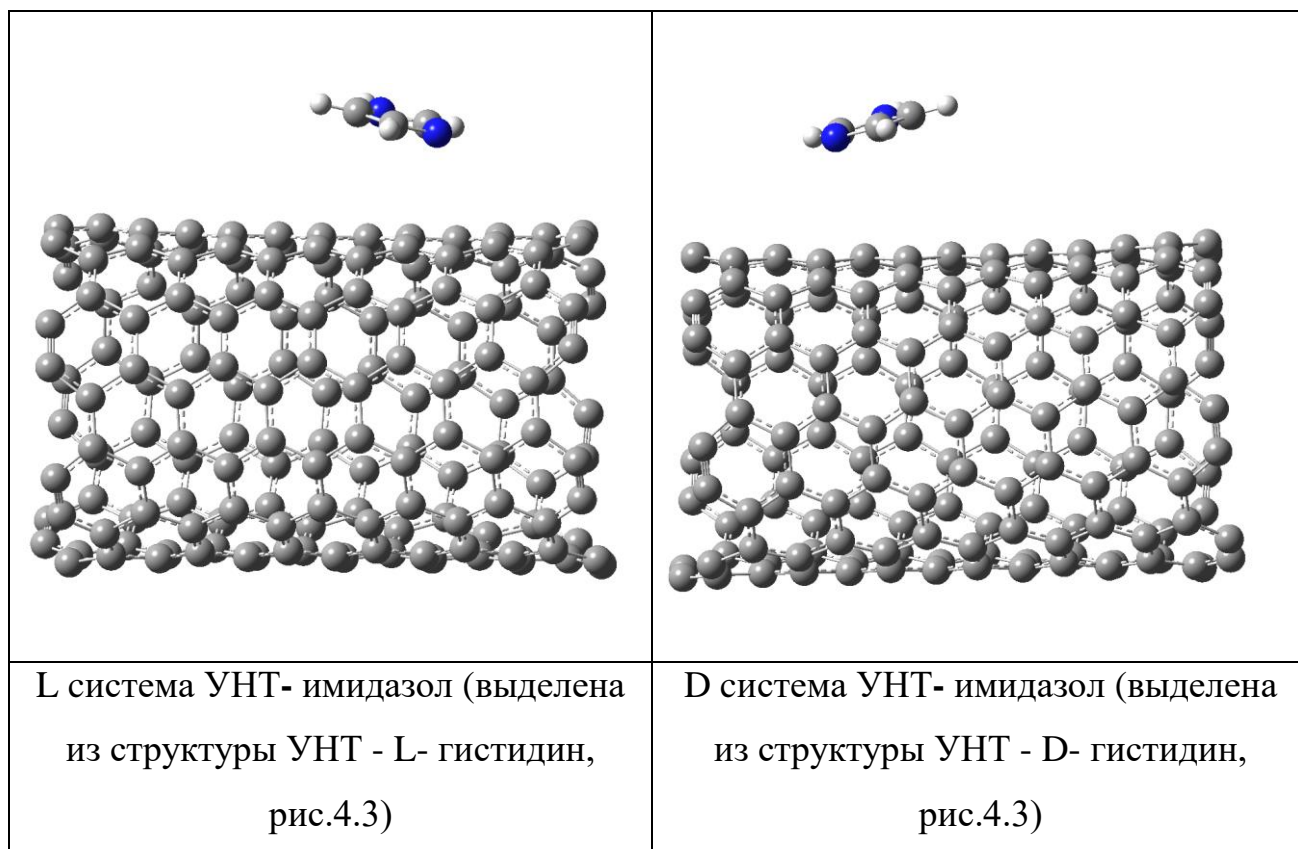 L система УНТ- имидазол (выделена
из структуры УНТ - L- гистидин,
рис.4.3)
D система УНТ- имидазол (выделена
из структуры УНТ - D- гистидин,
рис.4.3)